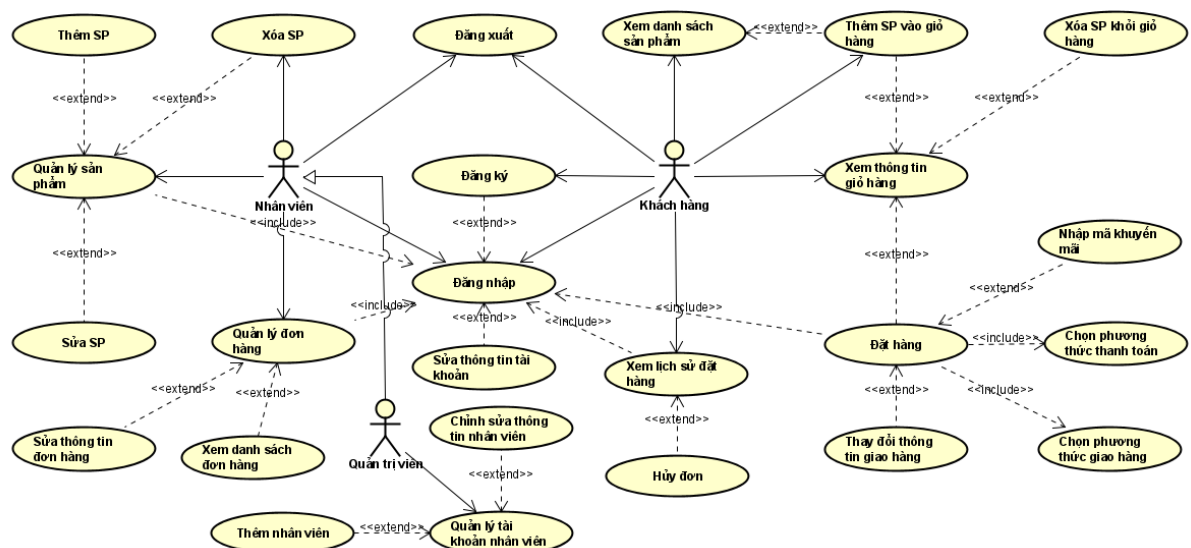 Thêm SP
Xóa SP
Đăng xuất
Xem danh sách
sản phẩm
<<extend>>
Thêm SP vào giỏ
hàng
Xóa SP khỏi giỏ
hàng
<<extend>>
<<extend>>
<<extend>>
<<extend>>
Quản lý sản
phẩm
Nhân viên
Đăng ký
Khách hàng
Xem thông tin
giỏ hàng
<<include>>
<<extend>>
<<extend>>
<<extend>>
Nhập mã khuyến
mãi
Đăng nhập
<<extend>>
<<include>>
<<include>>
<<extend>>
<<include>>
Sửa SP
Quản lý đơn
hàng
Đặt hàng
<<include>>
Chọn phương
thức thanh toán
Sửa thông tin tài
khoản
Xem lịch sử đặt
hàng
<<extend>>
<<extend>>
<<extend>>
<<include>>
<<extend>>
Sửa thông tin
đơn hàng
Xem danh sách
đơn hàng
Quản trị viên
Chỉnh sửa thông
tin nhân viên
Hủy đơn
Thay đổi thông
tin giao hàng
Chọn phương
thức giao hàng
<<extend>>
Thêm nhân viên
<<extend>>
Quản lý tài
khoản nhân viên